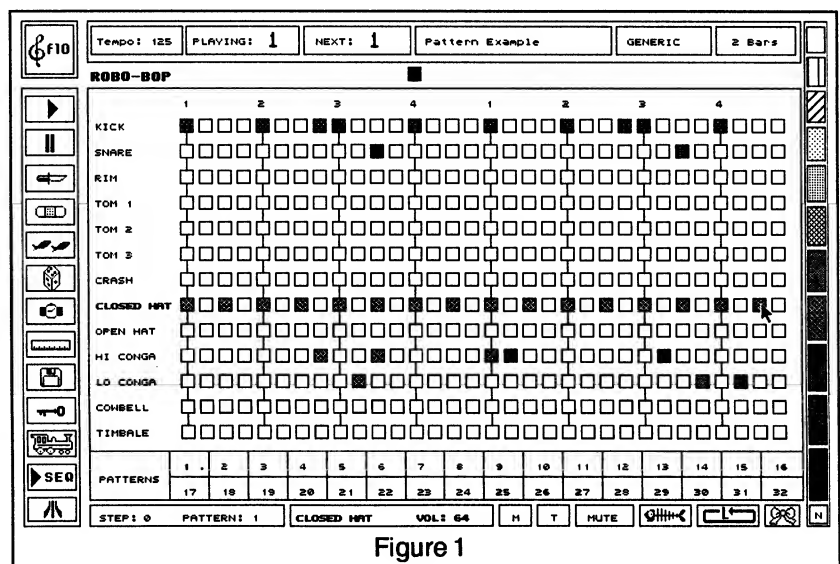 F10
Tempo: 125 PLAYING: 1 NEXT: 1 Pattern Example GENERIC 2 Bars
ROBO-BOP
1 2 3 4 1 2 3 4
KICK
SNARE
RIM
TOM 1
TOM 2
TOM 3
CRASH
CLOSED HAT
OPEN HAT
HI CONGA
LO CONGA
COWBELL
TIMBALE
PATTERNS
1 . 2 3 4 5 6 7 8 9 10 11 12 13 14 15 16
17 18 19 20 21 22 23 24 25 26 27 28 29 30 31 32
SEQ
STEP: 0 PATTERN: 1 CLOSED HAT VOL: 64 M T MUTE L N
Figure 1